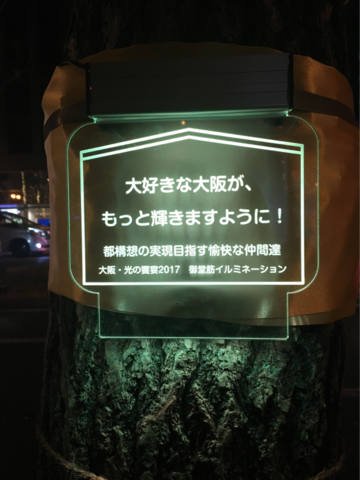 大好きな大阪が、
もっと輝きますように！
都構想の実現目指す愉快な仲間達
大阪・光の饗宴2017 御堂筋イルミネーション